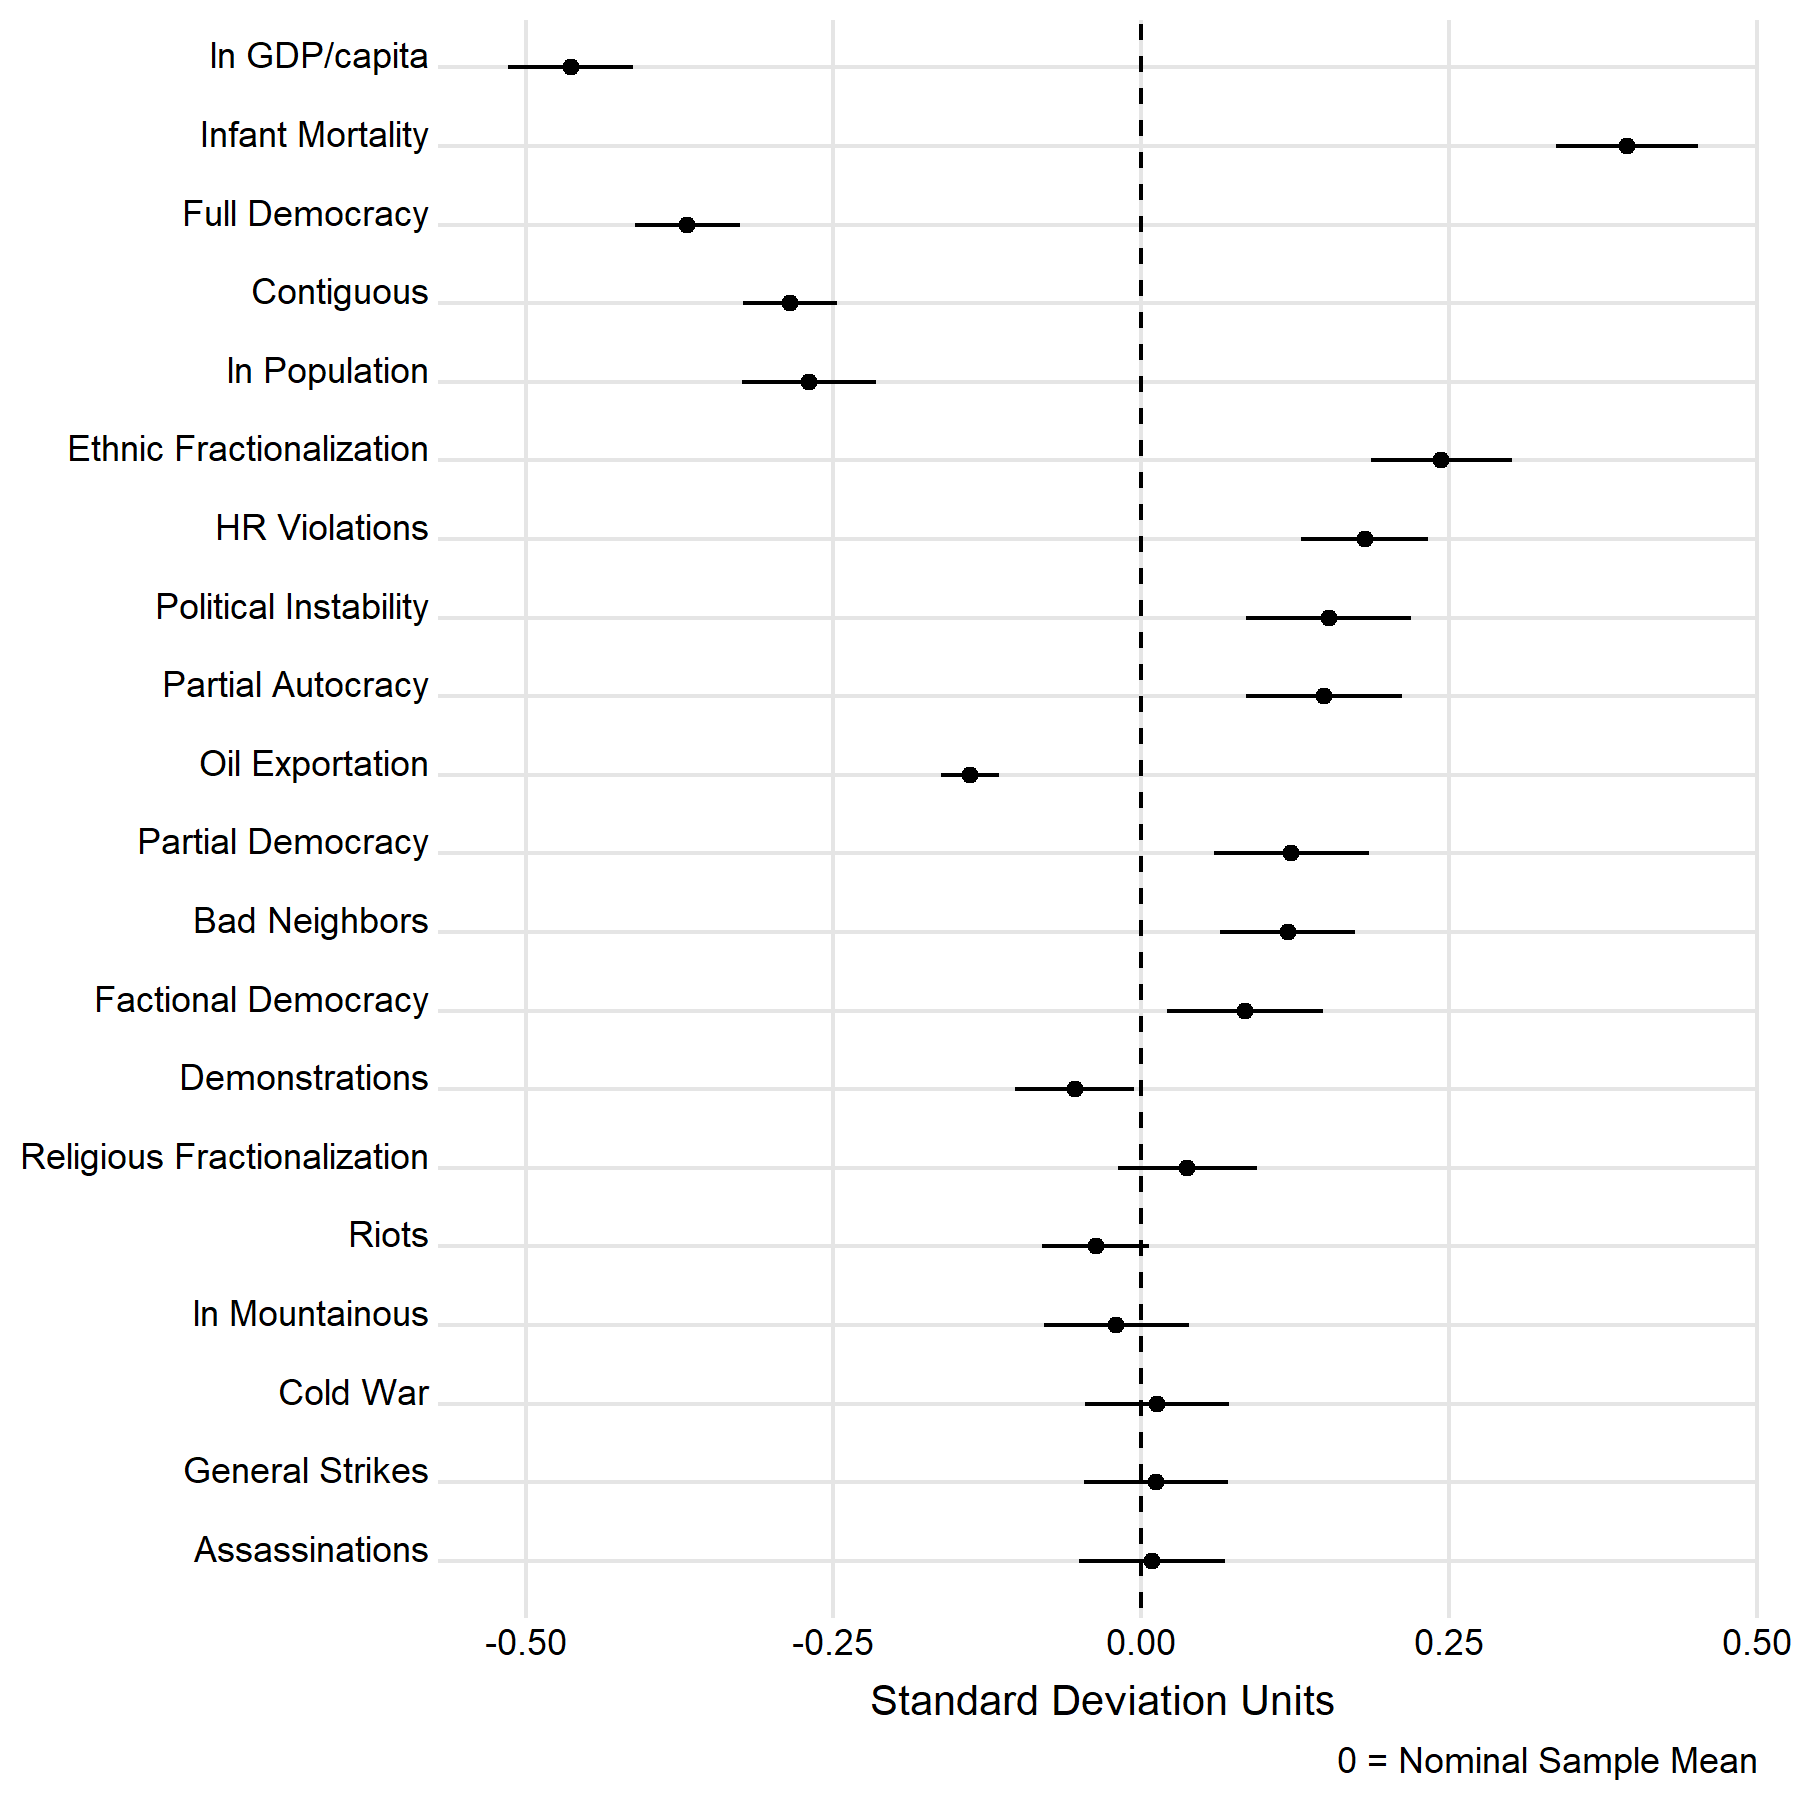 ln GDP/capita
Infant Mortality
Full Democracy
Contiguous
ln Population
Ethnic Fractionalization
HR Violations
Political Instability
Partial Autocracy
Oil Exportation
Partial Democracy
Bad Neighbors
Factional Democracy
Demonstrations
Religious Fractionalization
Riots
ln Mountainous
Cold War
General Strikes
Assassinations
-0.50 -0.25 0.00 0.25 0.50
Standard Deviation Units
0 = Nominal Sample Mean